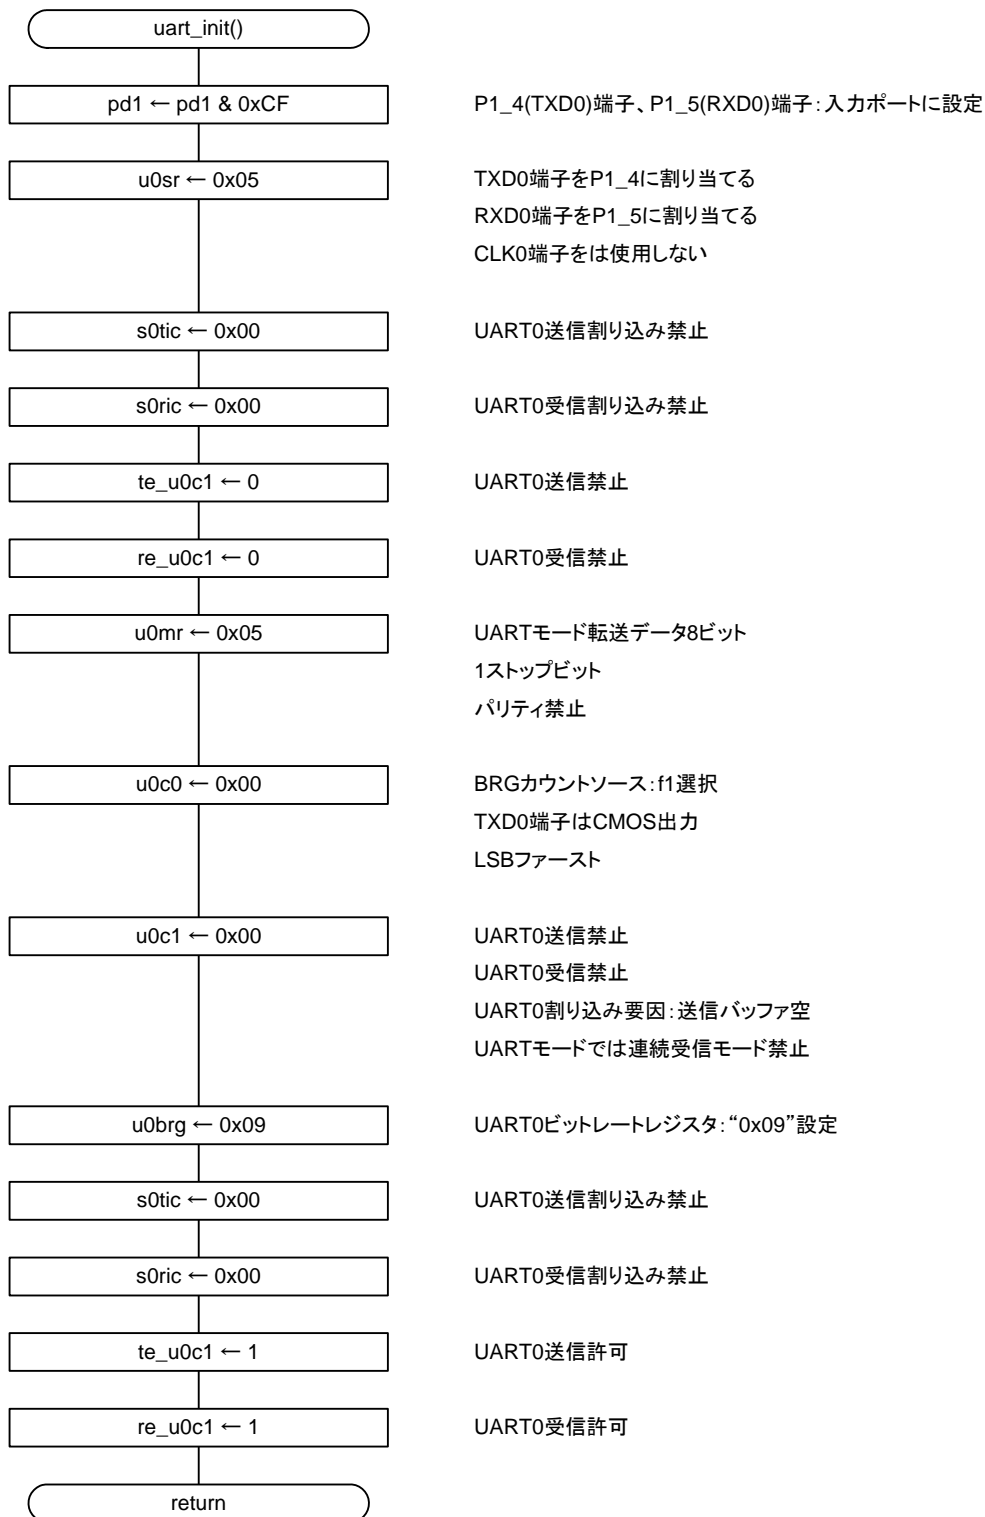 uart_init()
pd1 ← pd1 & 0xCF
P1_4(TXD0)端子、P1_5(RXD0)端子：入力ポートに設定
u0sr ← 0x05
TXD0端子をP1_4に割り当てる
RXD0端子をP1_5に割り当てる
CLK0端子をは使用しない
s0tic ← 0x00
UART0送信割り込み禁止
s0ric ← 0x00
UART0受信割り込み禁止
te_u0c1 ← 0
UART0送信禁止
re_u0c1 ← 0
UART0受信禁止
u0mr ← 0x05
UARTモード転送データ8ビット
1ストップビット
パリティ禁止
u0c0 ← 0x00
BRGカウントソース：f1選択
TXD0端子はCMOS出力
LSBファースト
u0c1 ← 0x00
UART0送信禁止
UART0受信禁止
UART0割り込み要因：送信バッファ空
UARTモードでは連続受信モード禁止
u0brg ← 0x09
UART0ビットレートレジスタ：“0x09”設定
s0tic ← 0x00
UART0送信割り込み禁止
s0ric ← 0x00
UART0受信割り込み禁止
te_u0c1 ← 1
UART0送信許可
re_u0c1 ← 1
UART0受信許可
return